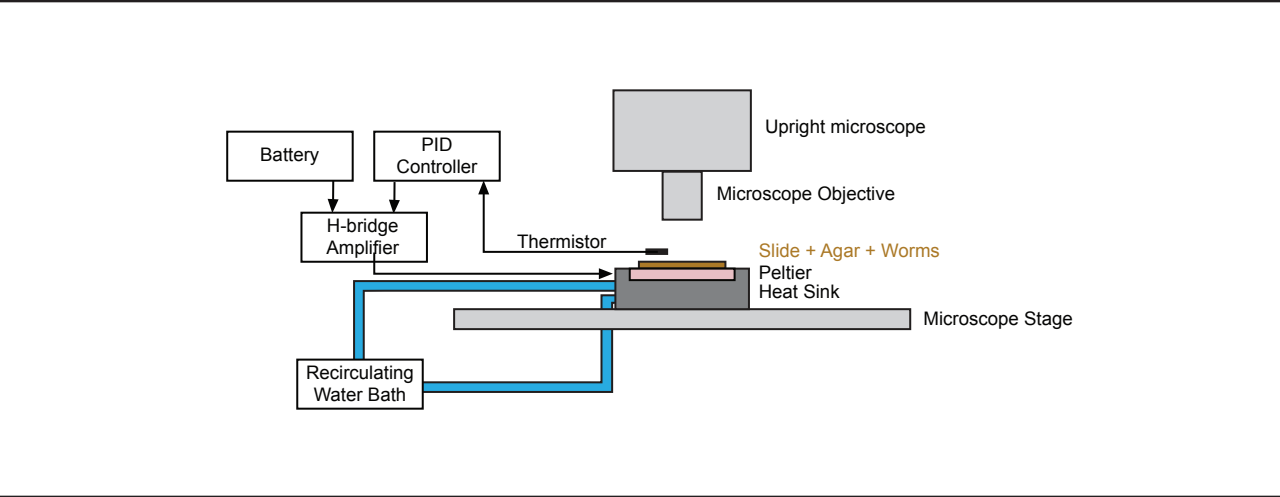 Battery
PID
Controller
H-bridge
Amplifier
Thermistor
Recirculating
Water Bath
Upright microscope
Microscope Objective
Slide + Agar + Worms
Peltier
Heat Sink
Microscope Stage